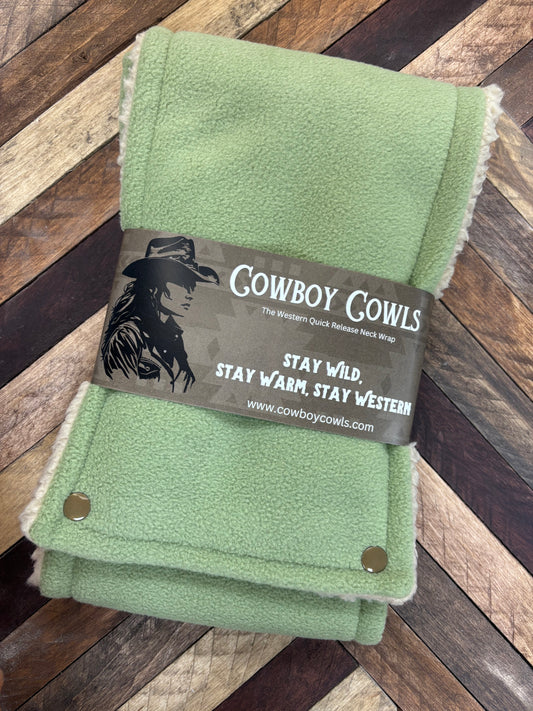 COWBOY COWLS
The Western Quick Release Neck Wrap
STAY WILD,
STAY WARM, STAY WESTERN
www.cowboycowls.com